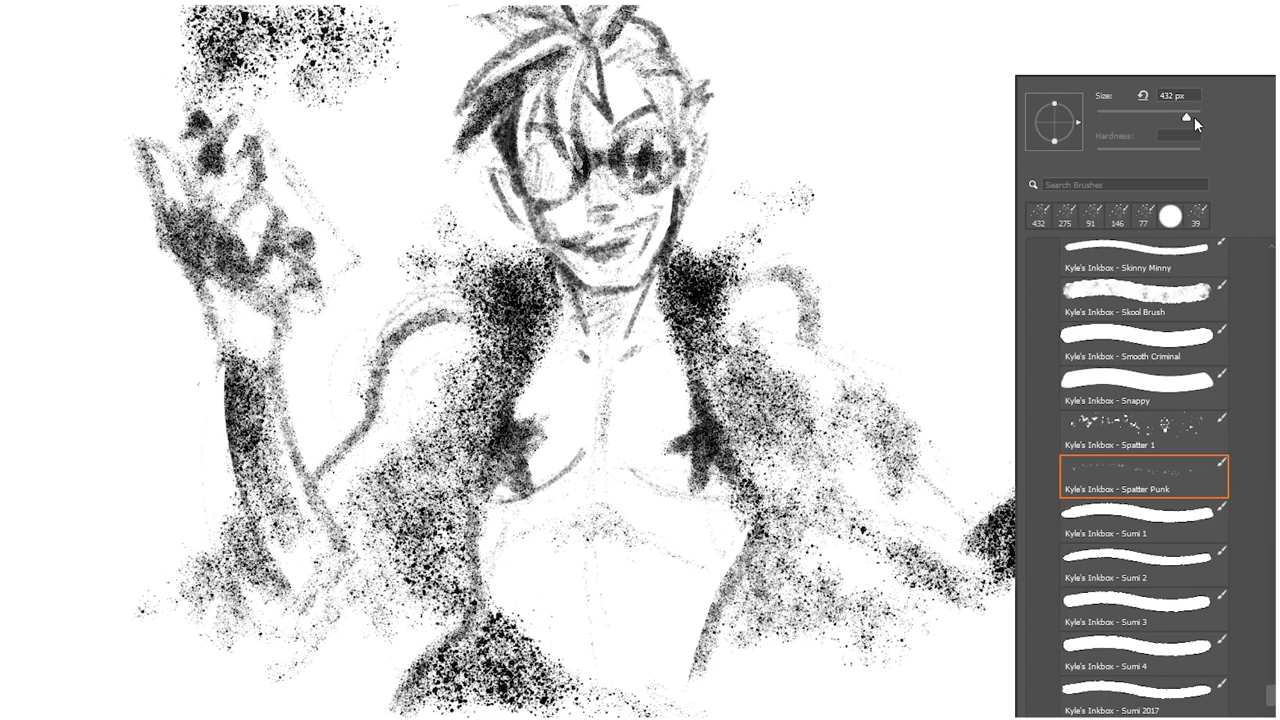 Size:
432 px
Hardness:
Search Brushes
432 275 91 146 77 39
Kyle's Inkbox - Skinny Minny
Kyle's Inkbox - Skool Brush
Kyle's Inkbox - Smooth Criminal
Kyle's Inkbox - Snappy
Kyle's Inkbox - Spatter 1
Kyle's Inkbox - Spatter Punk
Kyle's Inkbox - Sumi 1
Kyle's Inkbox - Sumi 2
Kyle's Inkbox - Sumi 3
Kyle's Inkbox - Sumi 4
Kyle's Inkbox - Sumi 2017